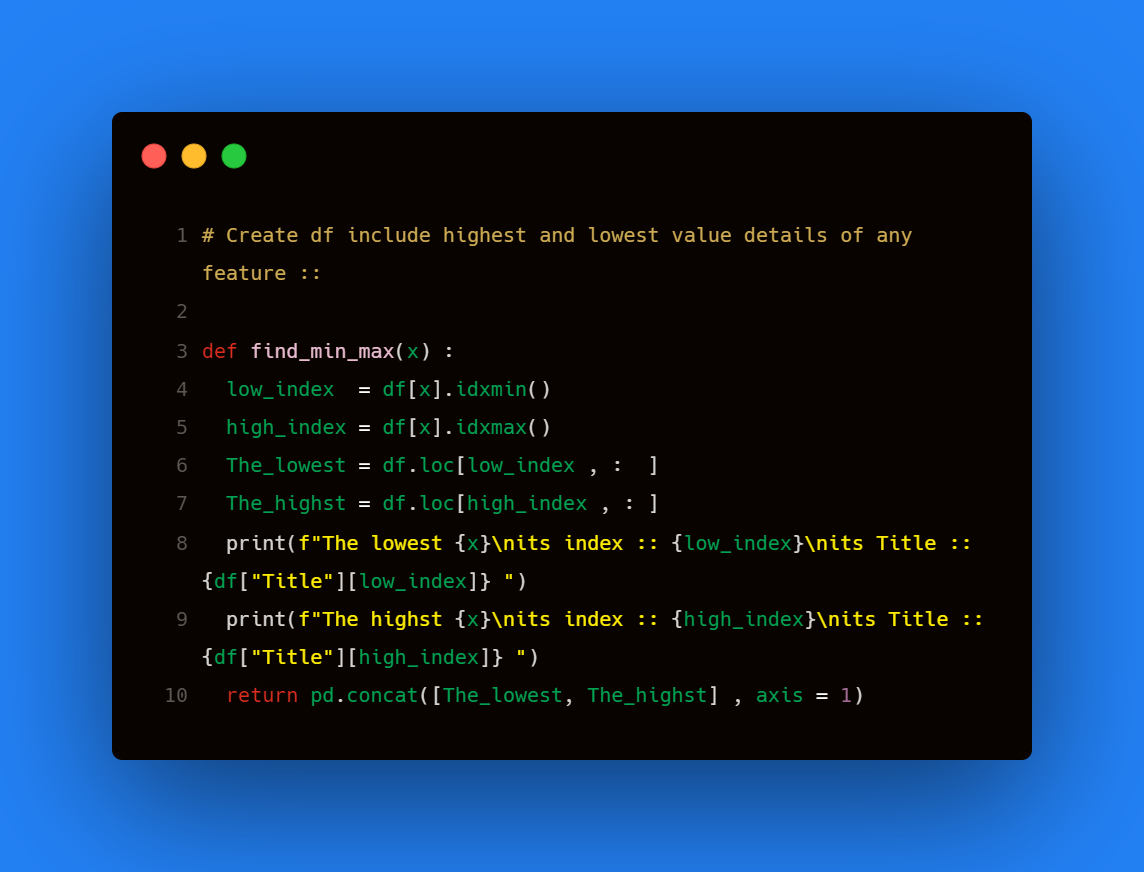 1 # Create df include highest and lowest value details of any
feature ::
2
3 def find_min_max(x) :
4   low_index  = df[x].idxmin()
5   high_index = df[x].idxmax()
6   The_lowest = df.loc[low_index , :  ]
7   The_highst = df.loc[high_index , : ]
8   print(f"The lowest {x}\nits index :: {low_index}\nits Title ::
{df["Title"][low_index]} ")
9   print(f"The highst {x}\nits index :: {high_index}\nits Title ::
{df["Title"][high_index]} ")
10   return pd.concat([The_lowest, The_highst] , axis = 1)